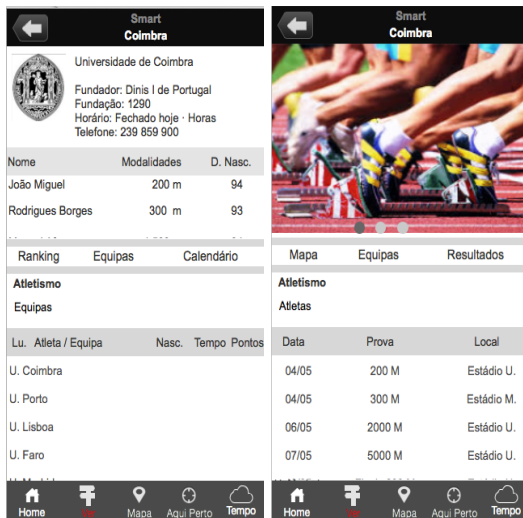 Smart
Coimbra
Universidade de Coimbra
Fundador: Dinis I de Portugal
Fundação: 1290
Horário: Fechado hoje · Horas
Telefone: 239 859 900
Nome Modalidades D. Nasc.
João Miguel 200 m 94
Rodrigues Borges 300 m 93
Ranking Equipas Calendário
Atletismo
Equipas
Lu. Atleta / Equipa Nasc. Tempo Pontos
U. Coimbra
U. Porto
U. Lisboa
U. Faro
Home Mapa Aqui Perto Tempo
Smart
Coimbra
Mapa Equipas Resultados
Atletismo
Atletas
Data Prova Local
04/05 200 M Estádio U.
04/05 300 M Estádio M.
06/05 2000 M Estádio U.
07/05 5000 M Estádio U.
Home Mapa Aqui Perto Tempo